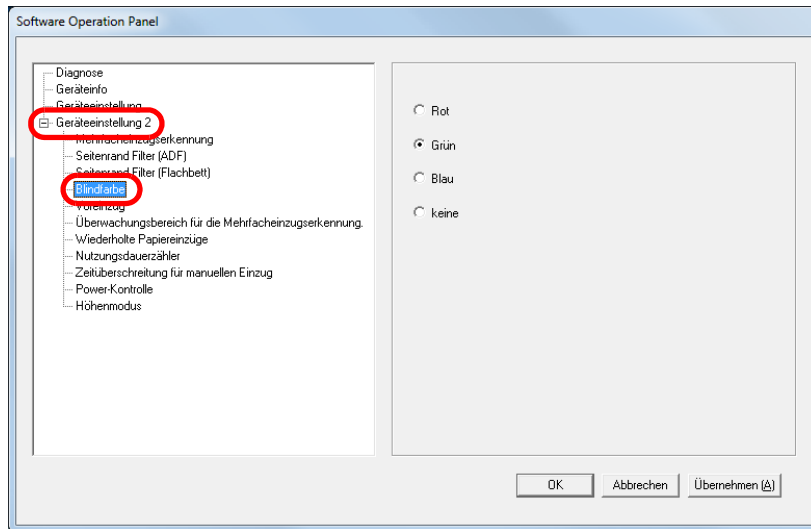 Software Operation Panel
Diagnose
Geräteinfo
Geräteeinstellung
Geräteeinstellung 2
Mehrfacheinzugserkennung
Seitenrand Filter (ADF)
Seitenrand Filter (Flachbett)
Blindfarbe
Voreinzug
Überwachungsbereich für die Mehrfacheinzugserkennung.
Wiederholte Papiereinzüge
Nutzungsdauerzähler
Zeitüberschreitung für manuellen Einzug
Power-Kontrolle
Höhenmodus
Rot
Grün
Blau
keine
OK Abbrechen Übernehmen (A)